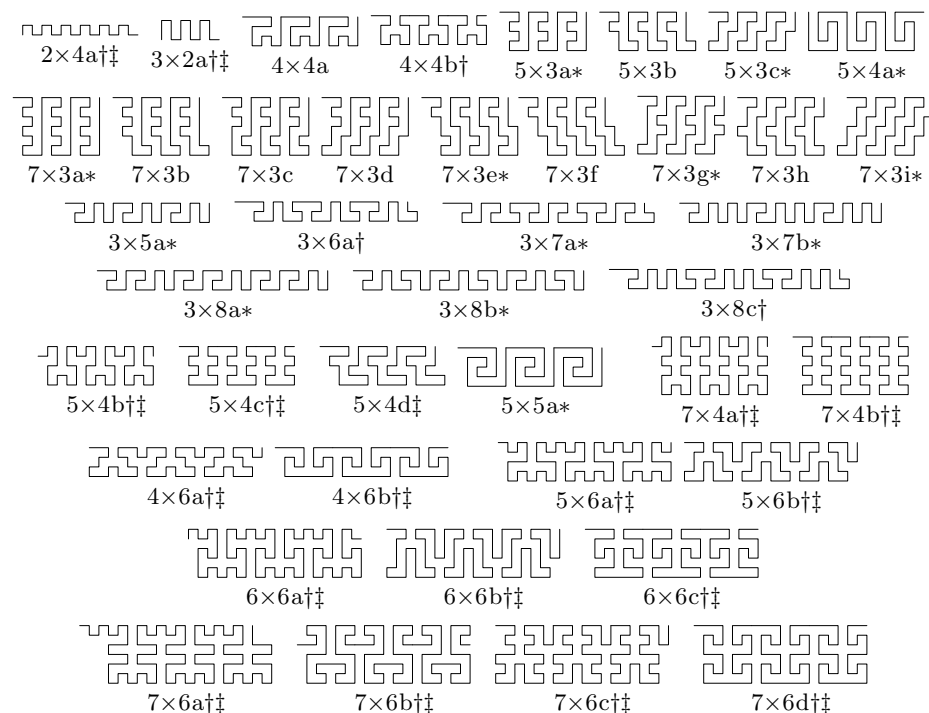 2×4a†‡ 3×2a†‡ 4×4a 4×4b† 5×3a∗ 5×3b 5×3c∗ 5×4a∗
7×3a∗ 7×3b 7×3c 7×3d 7×3e∗ 7×3f 7×3g∗ 7×3h 7×3i∗
3×5a∗ 3×6a† 3×7a∗ 3×7b∗
3×8a∗ 3×8b∗ 3×8c†
5×4b†‡ 5×4c†‡ 5×4d‡ 5×5a∗ 7×4a†‡ 7×4b†‡
4×6a†‡ 4×6b†‡ 5×6a†‡ 5×6b†‡
6×6a†‡ 6×6b†‡ 6×6c†‡
7×6a†‡ 7×6b†‡ 7×6c†‡ 7×6d†‡